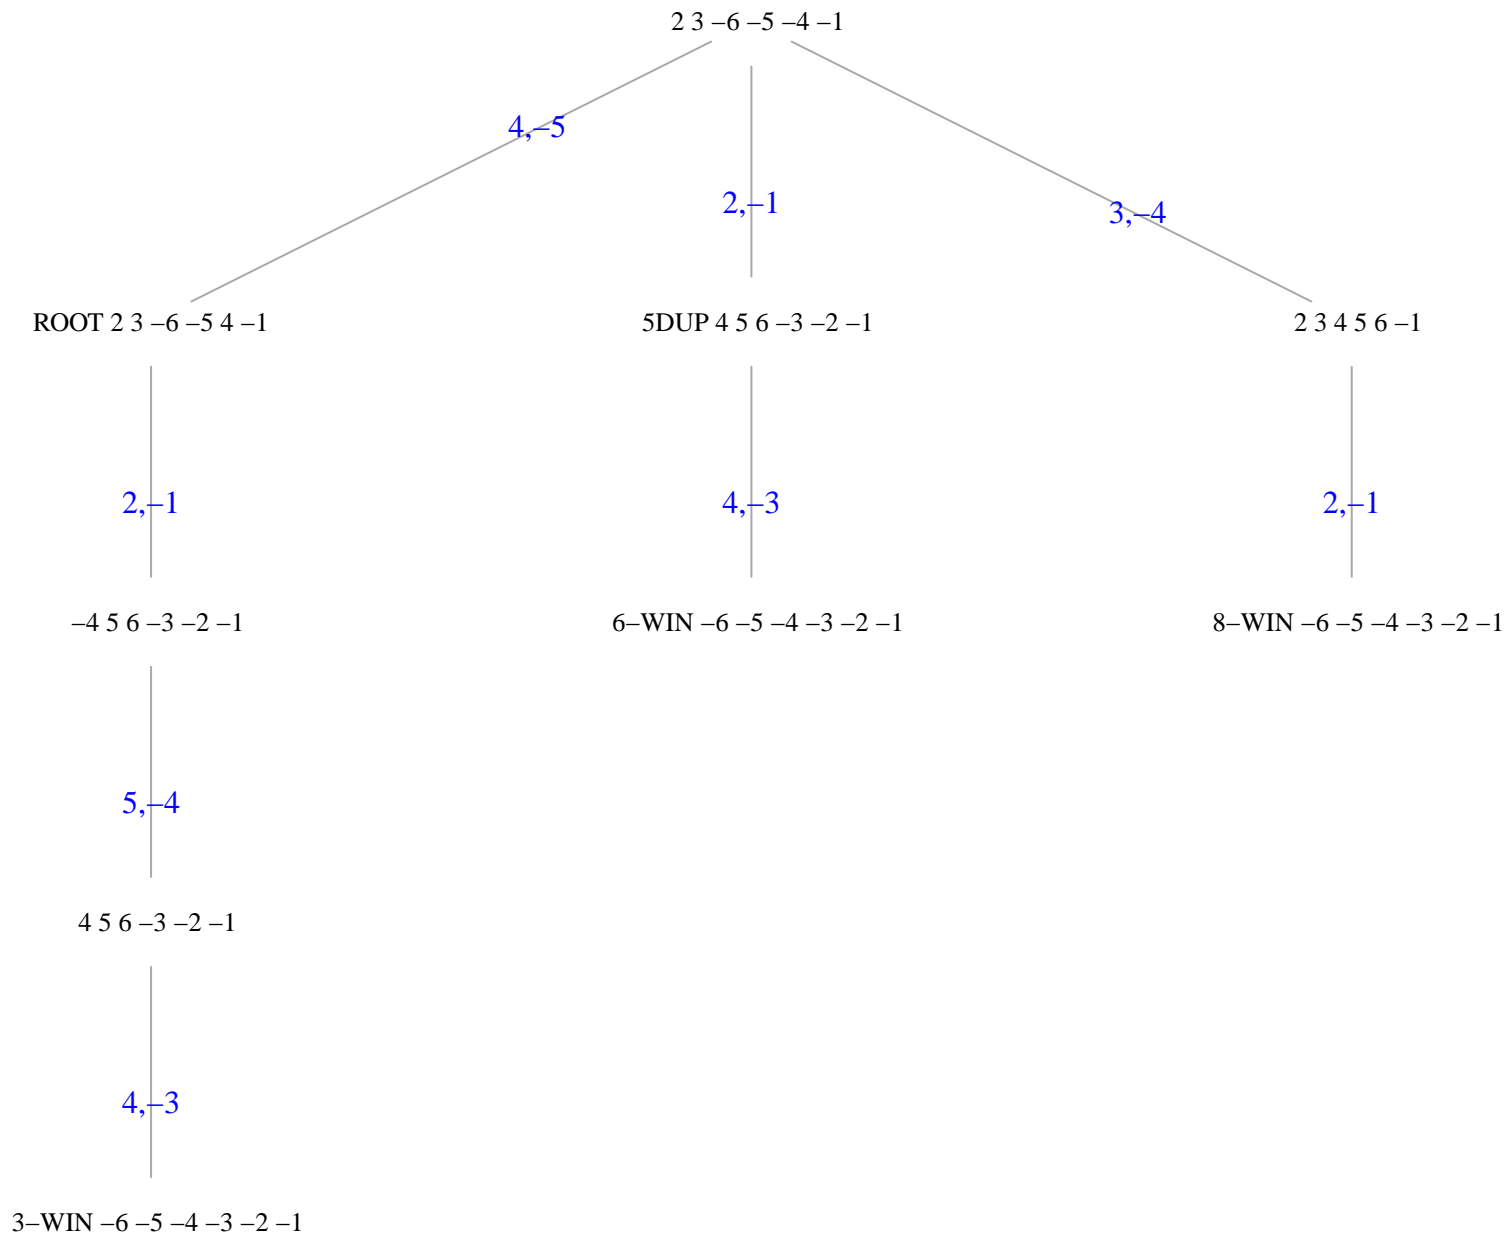 2 3 –6 –5 –4 –1
4,–5
2,–1
3,–4
ROOT 2 3 –6 –5 4 –1
5DUP 4 5 6 –3 –2 –1
2 3 4 5 6 –1
2,–1
4,–3
2,–1
–4 5 6 –3 –2 –1
6–WIN –6 –5 –4 –3 –2 –1
8–WIN –6 –5 –4 –3 –2 –1
5,–4
4 5 6 –3 –2 –1
4,–3
3–WIN –6 –5 –4 –3 –2 –1